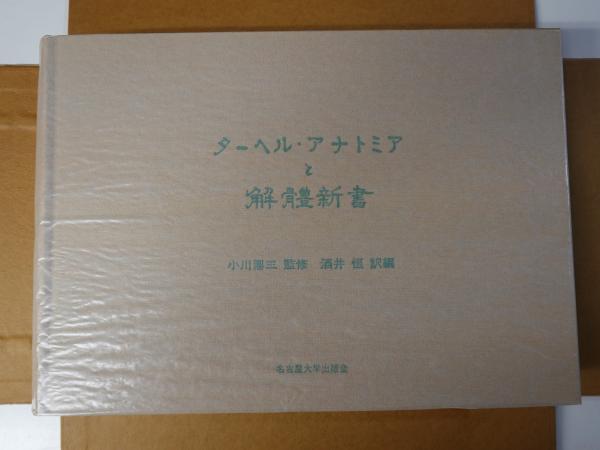 ターヘル・アナトミア
と
解體新書
小川鼎三 監修 酒井 恒 訳編
名古屋大学出版会